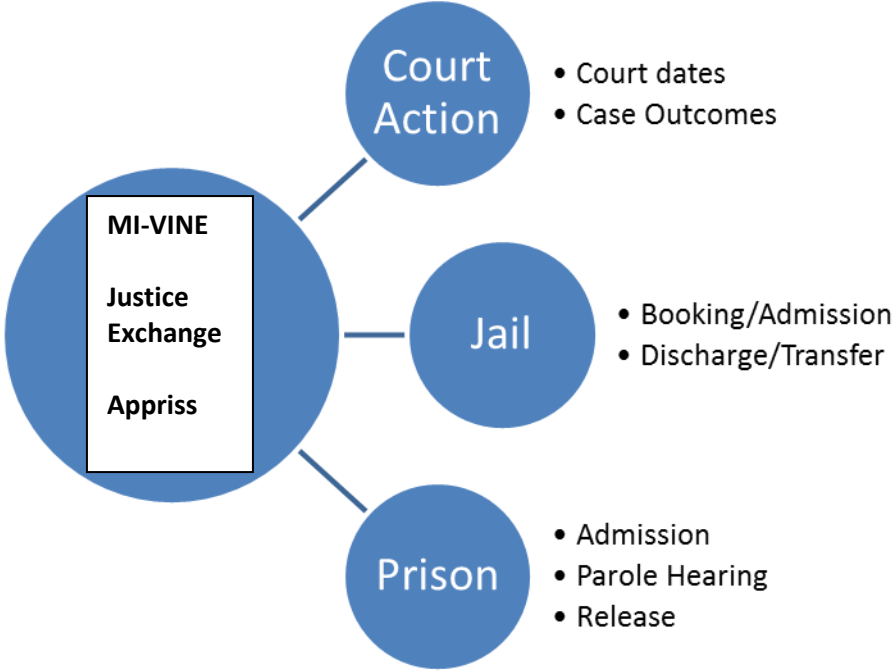 MI-VINE
Justice
Exchange
Appriss
Court
Action
• Court dates
• Case Outcomes
Jail
• Booking/Admission
• Discharge/Transfer
Prison
• Admission
• Parole Hearing
• Release